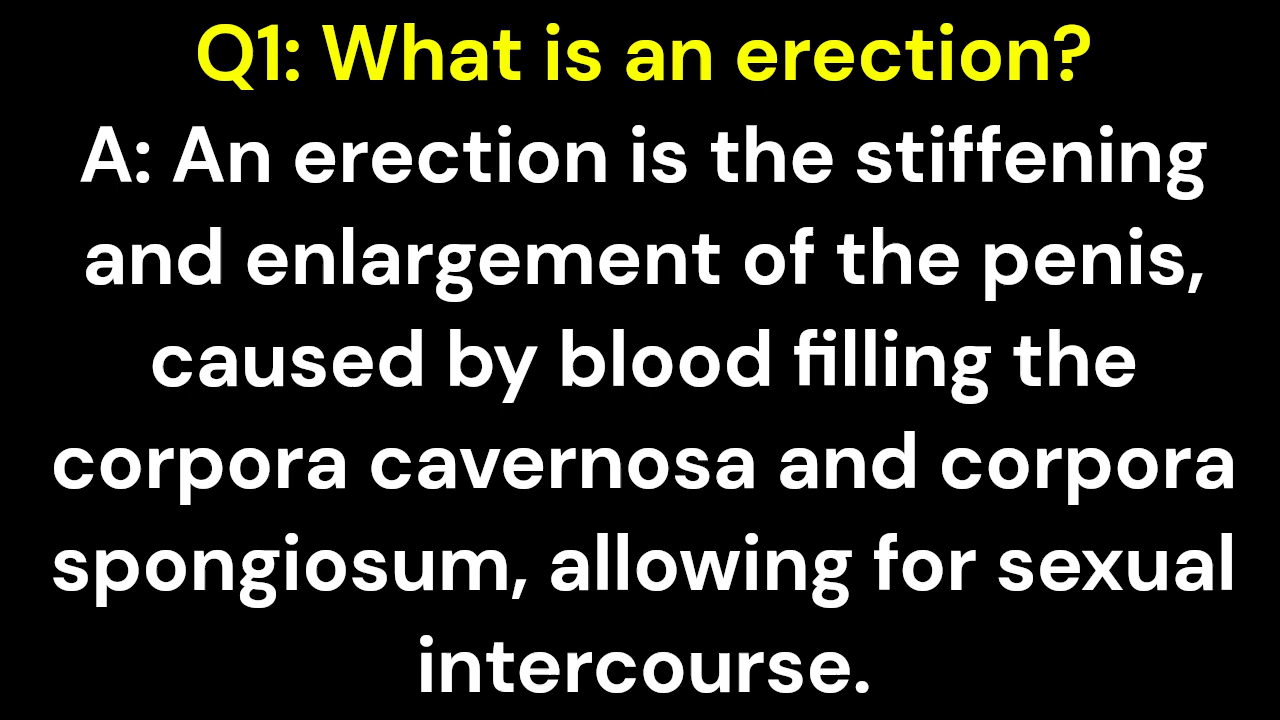 Q1: What is an erection?
A: An erection is the stiffening
and enlargement of the penis,
caused by blood filling the
corpora cavernosa and corpora
spongiosum, allowing for sexual
intercourse.